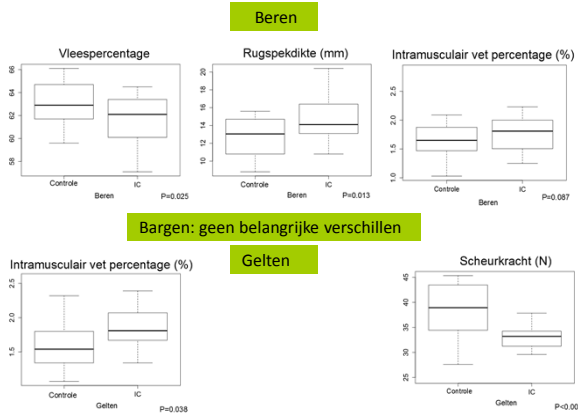 Beren
Vleespercentage
Rugspekdikte (mm)
Intramusculair vet percentage (%)
66
64
62
60
58
Controle
IC
Beren
P=0.025
20
18
16
14
12
10
Controle
IC
Beren
P=0.013
2.5
2.0
1.5
1.0
Controle
IC
Beren
P=0.087
Bargen: geen belangrijke verschillen
Gelten
Intramusculair vet percentage (%)
2.5
2.0
1.5
Controle
IC
Gelten
P=0.038
Scheurkracht (N)
45
40
35
30
25
Controle
IC
Gelten
P<0.00